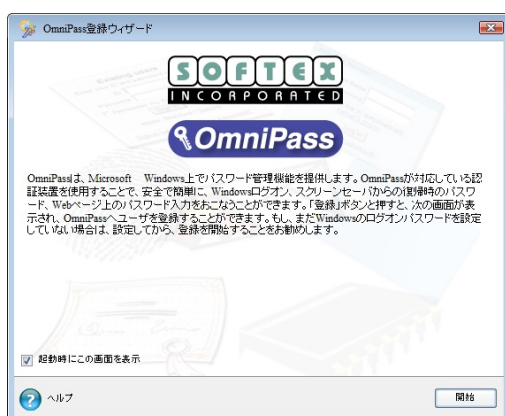 OmniPass登録ウィザード
SOFTEX
INCORPORATED
OmniPass
OmniPassは、Microsoft Windows上でパスワード管理機能を提供します。OmniPassが対応している認
証装置を使用することで、安全で簡単に、Windowsログオン、スクリーンセーバからの復帰時のパスワ
ード、Webページ上のパスワード入力をおこなうことができます。「登録」ボタンと押すと、次の画面が表
示され、OmniPassへユーザを登録することができます。もし、まだWindowsのログオンパスワードを設定
していない場合は、設定してから、登録を開始することをお勧めします。
起動時にこの画面を表示
ヘルプ
開始